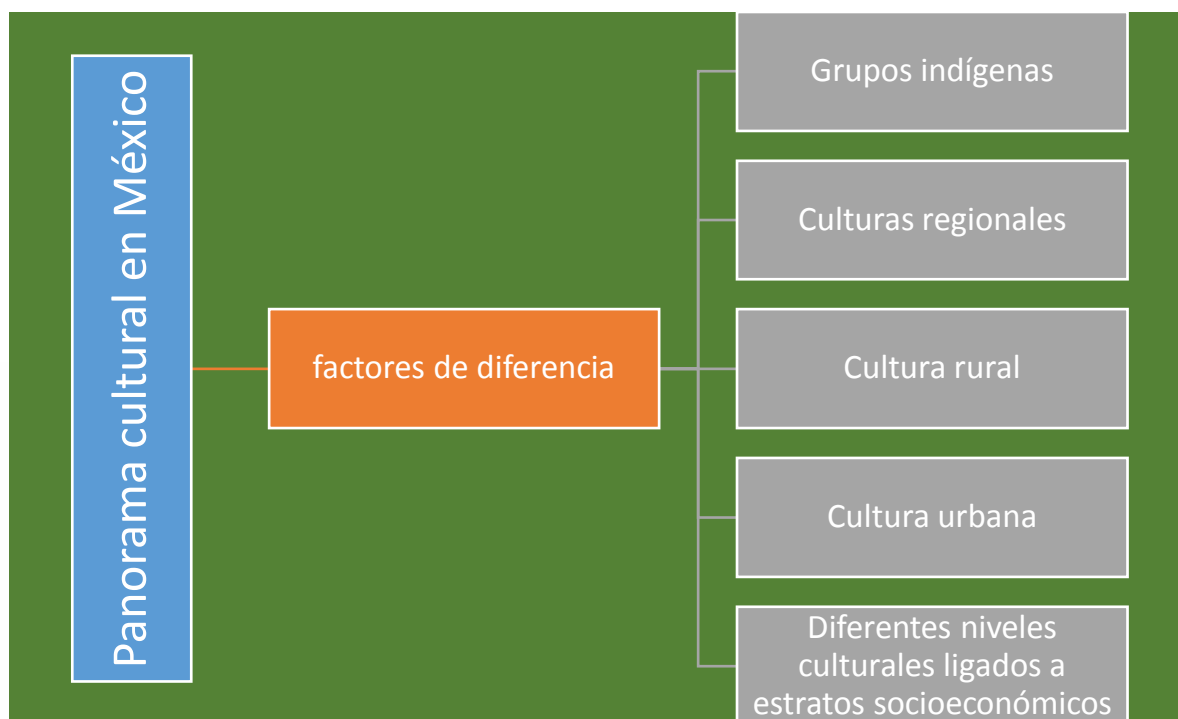 Panorama cultural en México
factores de diferencia
Grupos indígenas
Culturas regionales
Cultura rural
Cultura urbana
Diferentes niveles
culturales ligados a
estratos socioeconómicos